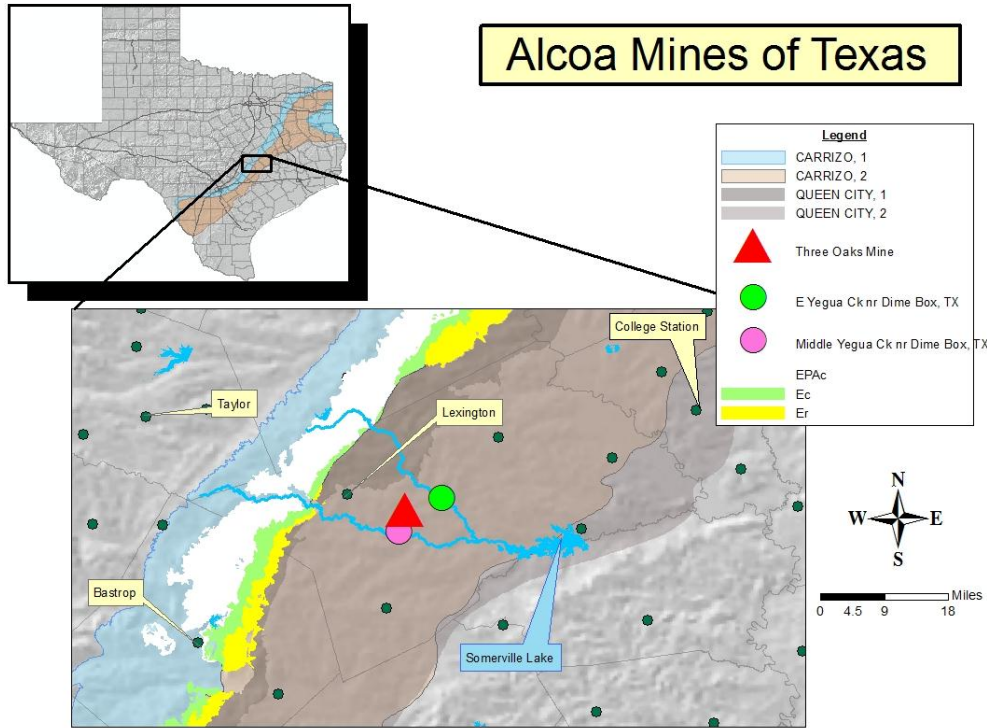 Alcoa Mines of Texas
Legend
CARRIZO, 1
CARRIZO, 2
QUEEN CITY, 1
QUEEN CITY, 2
Three Oaks Mine
E Yegua Ck nr Dime Box, TX
Middle Yegua Ck nr Dime Box, TX
EPAc
Ec
Er
College Station
Taylor
Lexington
Bastrop
Somerville Lake
N
W E
S
Miles
0 4.5 9 18